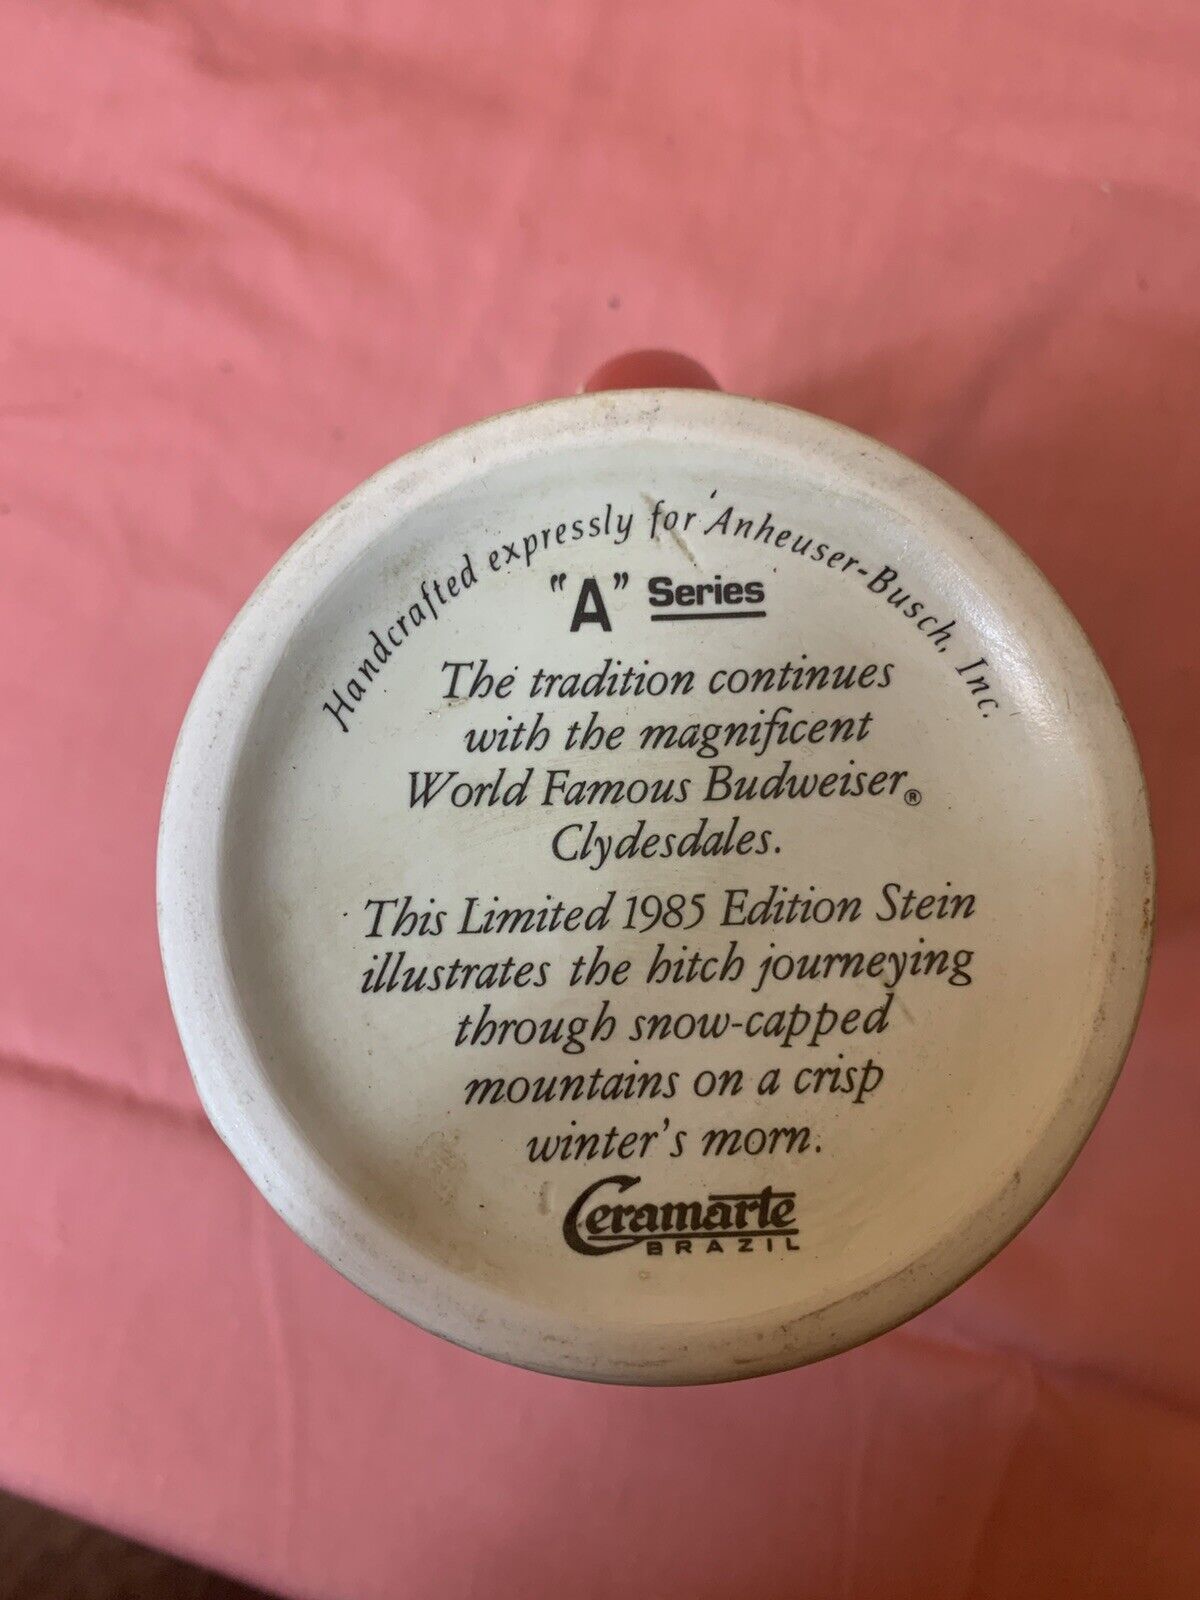 Handcrafted expressly for Anheuser-Busch, Inc.
"A" Series
The tradition continues
with the magnificent
World Famous Budweiser®
Clydesdales.
This Limited 1985 Edition Stein
illustrates the hitch journeying
through snow-capped
mountains on a crisp
winter's morn.
Ceramarte
BRAZIL